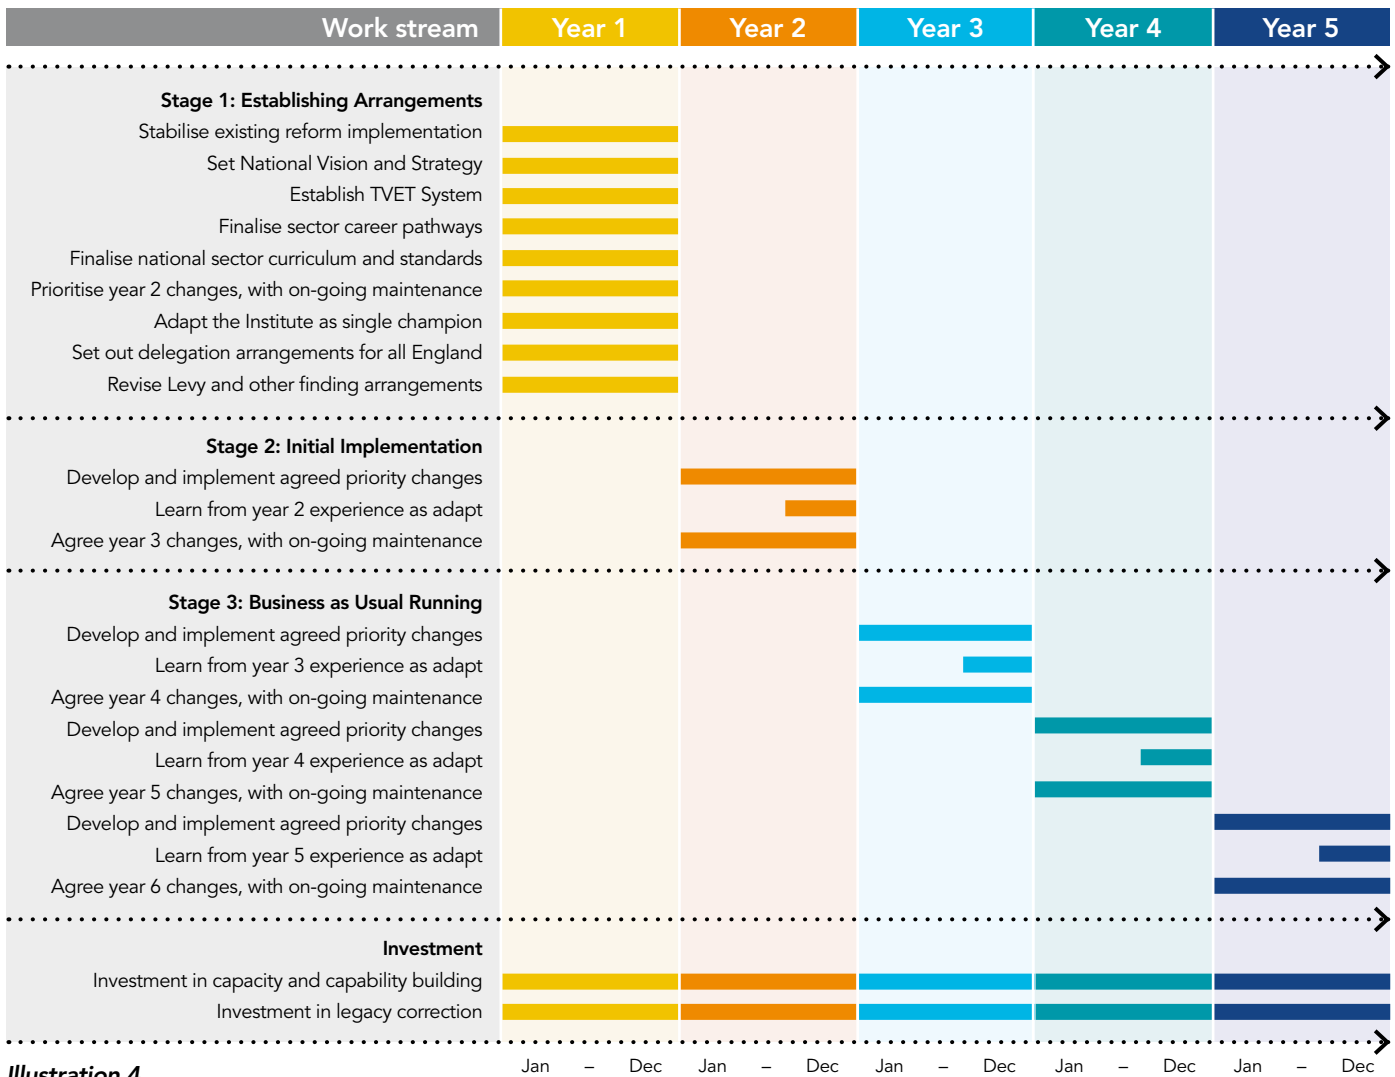 Work stream Year 1 Year 2 Year 3 Year 4 Year 5
Stage 1: Establishing Arrangements
Stabilise existing reform implementation
Set National Vision and Strategy
Establish TVET System
Finalise sector career pathways
Finalise national sector curriculum and standards
Prioritise year 2 changes, with on-going maintenance
Adapt the Institute as single champion
Set out delegation arrangements for all England
Revise Levy and other finding arrangements
Stage 2: Initial Implementation
Develop and implement agreed priority changes
Learn from year 2 experience as adapt
Agree year 3 changes, with on-going maintenance
Stage 3: Business as Usual Running
Develop and implement agreed priority changes
Learn from year 3 experience as adapt
Agree year 4 changes, with on-going maintenance
Develop and implement agreed priority changes
Learn from year 4 experience as adapt
Agree year 5 changes, with on-going maintenance
Develop and implement agreed priority changes
Learn from year 5 experience as adapt
Agree year 6 changes, with on-going maintenance
Investment
Investment in capacity and capability building
Investment in legacy correction
Jan – Dec Jan – Dec Jan – Dec Jan – Dec Jan – Dec
Illustration 4